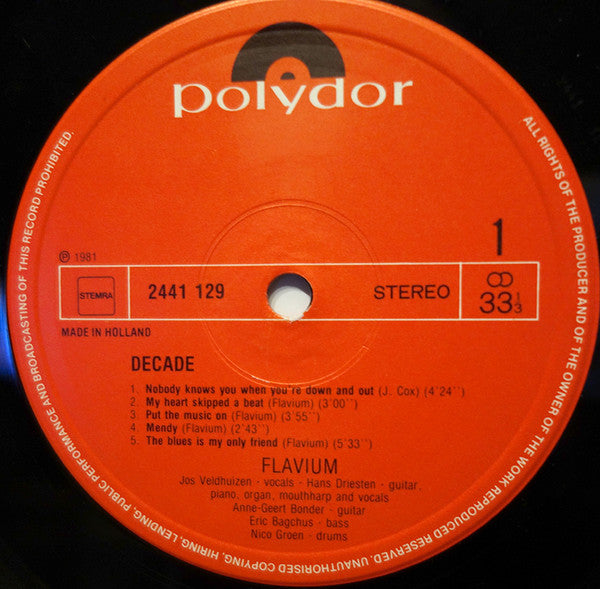 polydor
ALL RIGHTS OF THE PRODUCER AND OF THE OWNER OF THE WORK REPRODUCED RESERVED. UNAUTHORISED COPYING, HIRING, LENDING, PUBLIC PERFORMANCE AND BROADCASTING OF THIS RECORD PROHIBITED.
1
℗ 1981
STEMRA
2441 129
STEREO
33 1/3
MADE IN HOLLAND
DECADE
1. Nobody knows you when you're down and out (J. Cox) (4'24'')
2. My heart skipped a beat (Flavium) (3'00'')
3. Put the music on (Flavium) (3'55'')
4. Mendy (Flavium) (2'43'')
5. The blues is my only friend (Flavium) (5'33'')
FLAVIUM
Jos Veldhuizen · vocals · Hans Driesten · guitar,
piano, organ, mouthharp and vocals
Anne-Geert Bonder · guitar
Eric Bagchus · bass
Nico Groen · drums